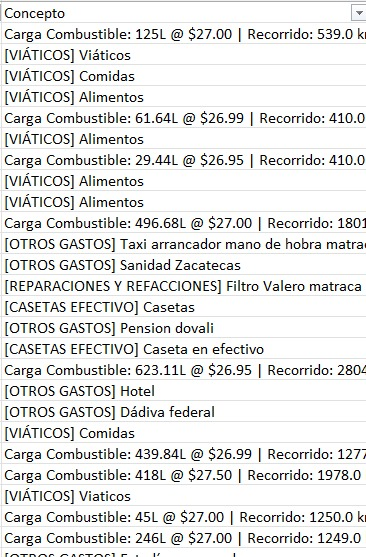 Concepto
Carga Combustible: 125L @ $27.00 | Recorrido: 539.0 k
[VIÁTICOS] Viáticos
[VIÁTICOS] Comidas
[VIÁTICOS] Alimentos
Carga Combustible: 61.64L @ $26.99 | Recorrido: 410.0
[VIÁTICOS] Alimentos
Carga Combustible: 29.44L @ $26.95 | Recorrido: 410.0
[VIÁTICOS] Alimentos
[VIÁTICOS] Alimentos
Carga Combustible: 496.68L @ $27.00 | Recorrido: 1801
[OTROS GASTOS] Taxi arrancador mano de hobra matra
[OTROS GASTOS] Sanidad Zacatecas
[REPARACIONES Y REFACCIONES] Filtro Valero matraca
[CASETAS EFECTIVO] Casetas
[OTROS GASTOS] Pension dovali
[CASETAS EFECTIVO] Caseta en efectivo
Carga Combustible: 623.11L @ $26.95 | Recorrido: 2804
[OTROS GASTOS] Hotel
[OTROS GASTOS] Dádiva federal
[VIÁTICOS] Comidas
Carga Combustible: 439.84L @ $26.99 | Recorrido: 1277
Carga Combustible: 418L @ $27.50 | Recorrido: 1978.0
[VIÁTICOS] Viaticos
Carga Combustible: 45L @ $27.00 | Recorrido: 1250.0 k
Carga Combustible: 246L @ $27.00 | Recorrido: 1249.0
[OTROS GASTOS]